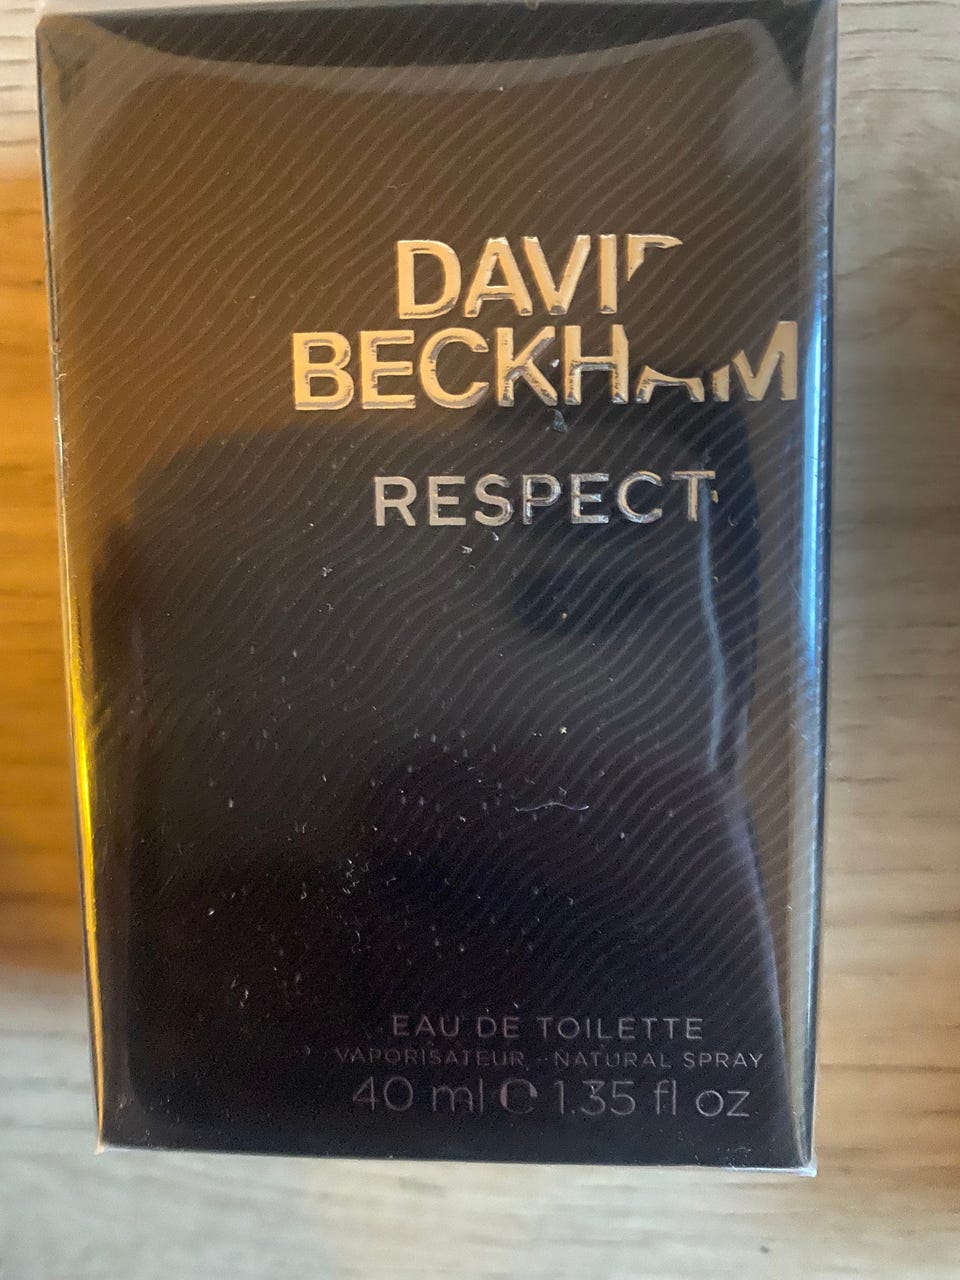 DAVID
BECKHAM
RESPECT
EAU DE TOILETTE
VAPORISATEUR - NATURAL SPRAY
40 ml ℮ 1.35 fl oz